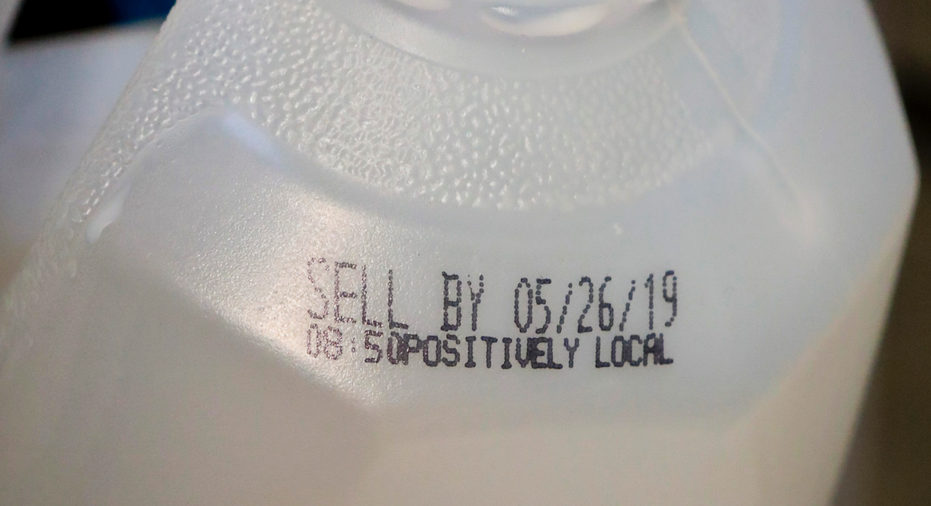 SELL BY 05/26/19
08:50POSITIVELY LOCAL